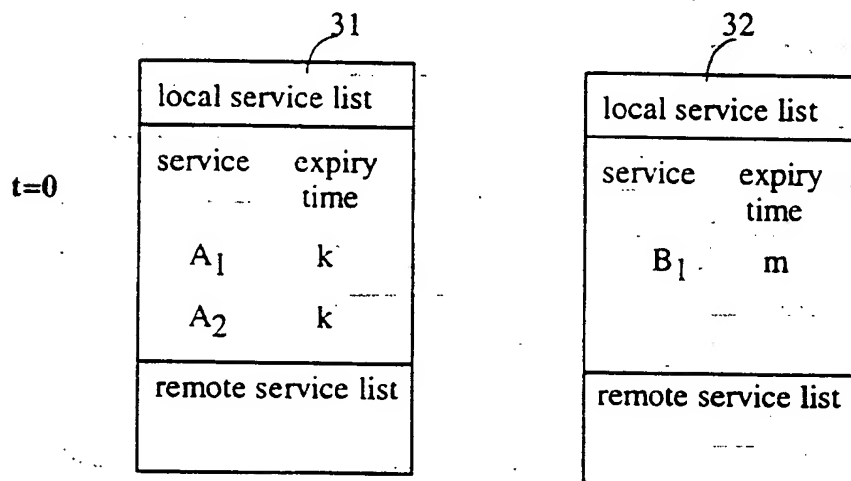 31
local service list
t=0
service expiry
time
A1 k
A2 k
remote service list
32
local service list
service expiry
time
B1 m
remote service list